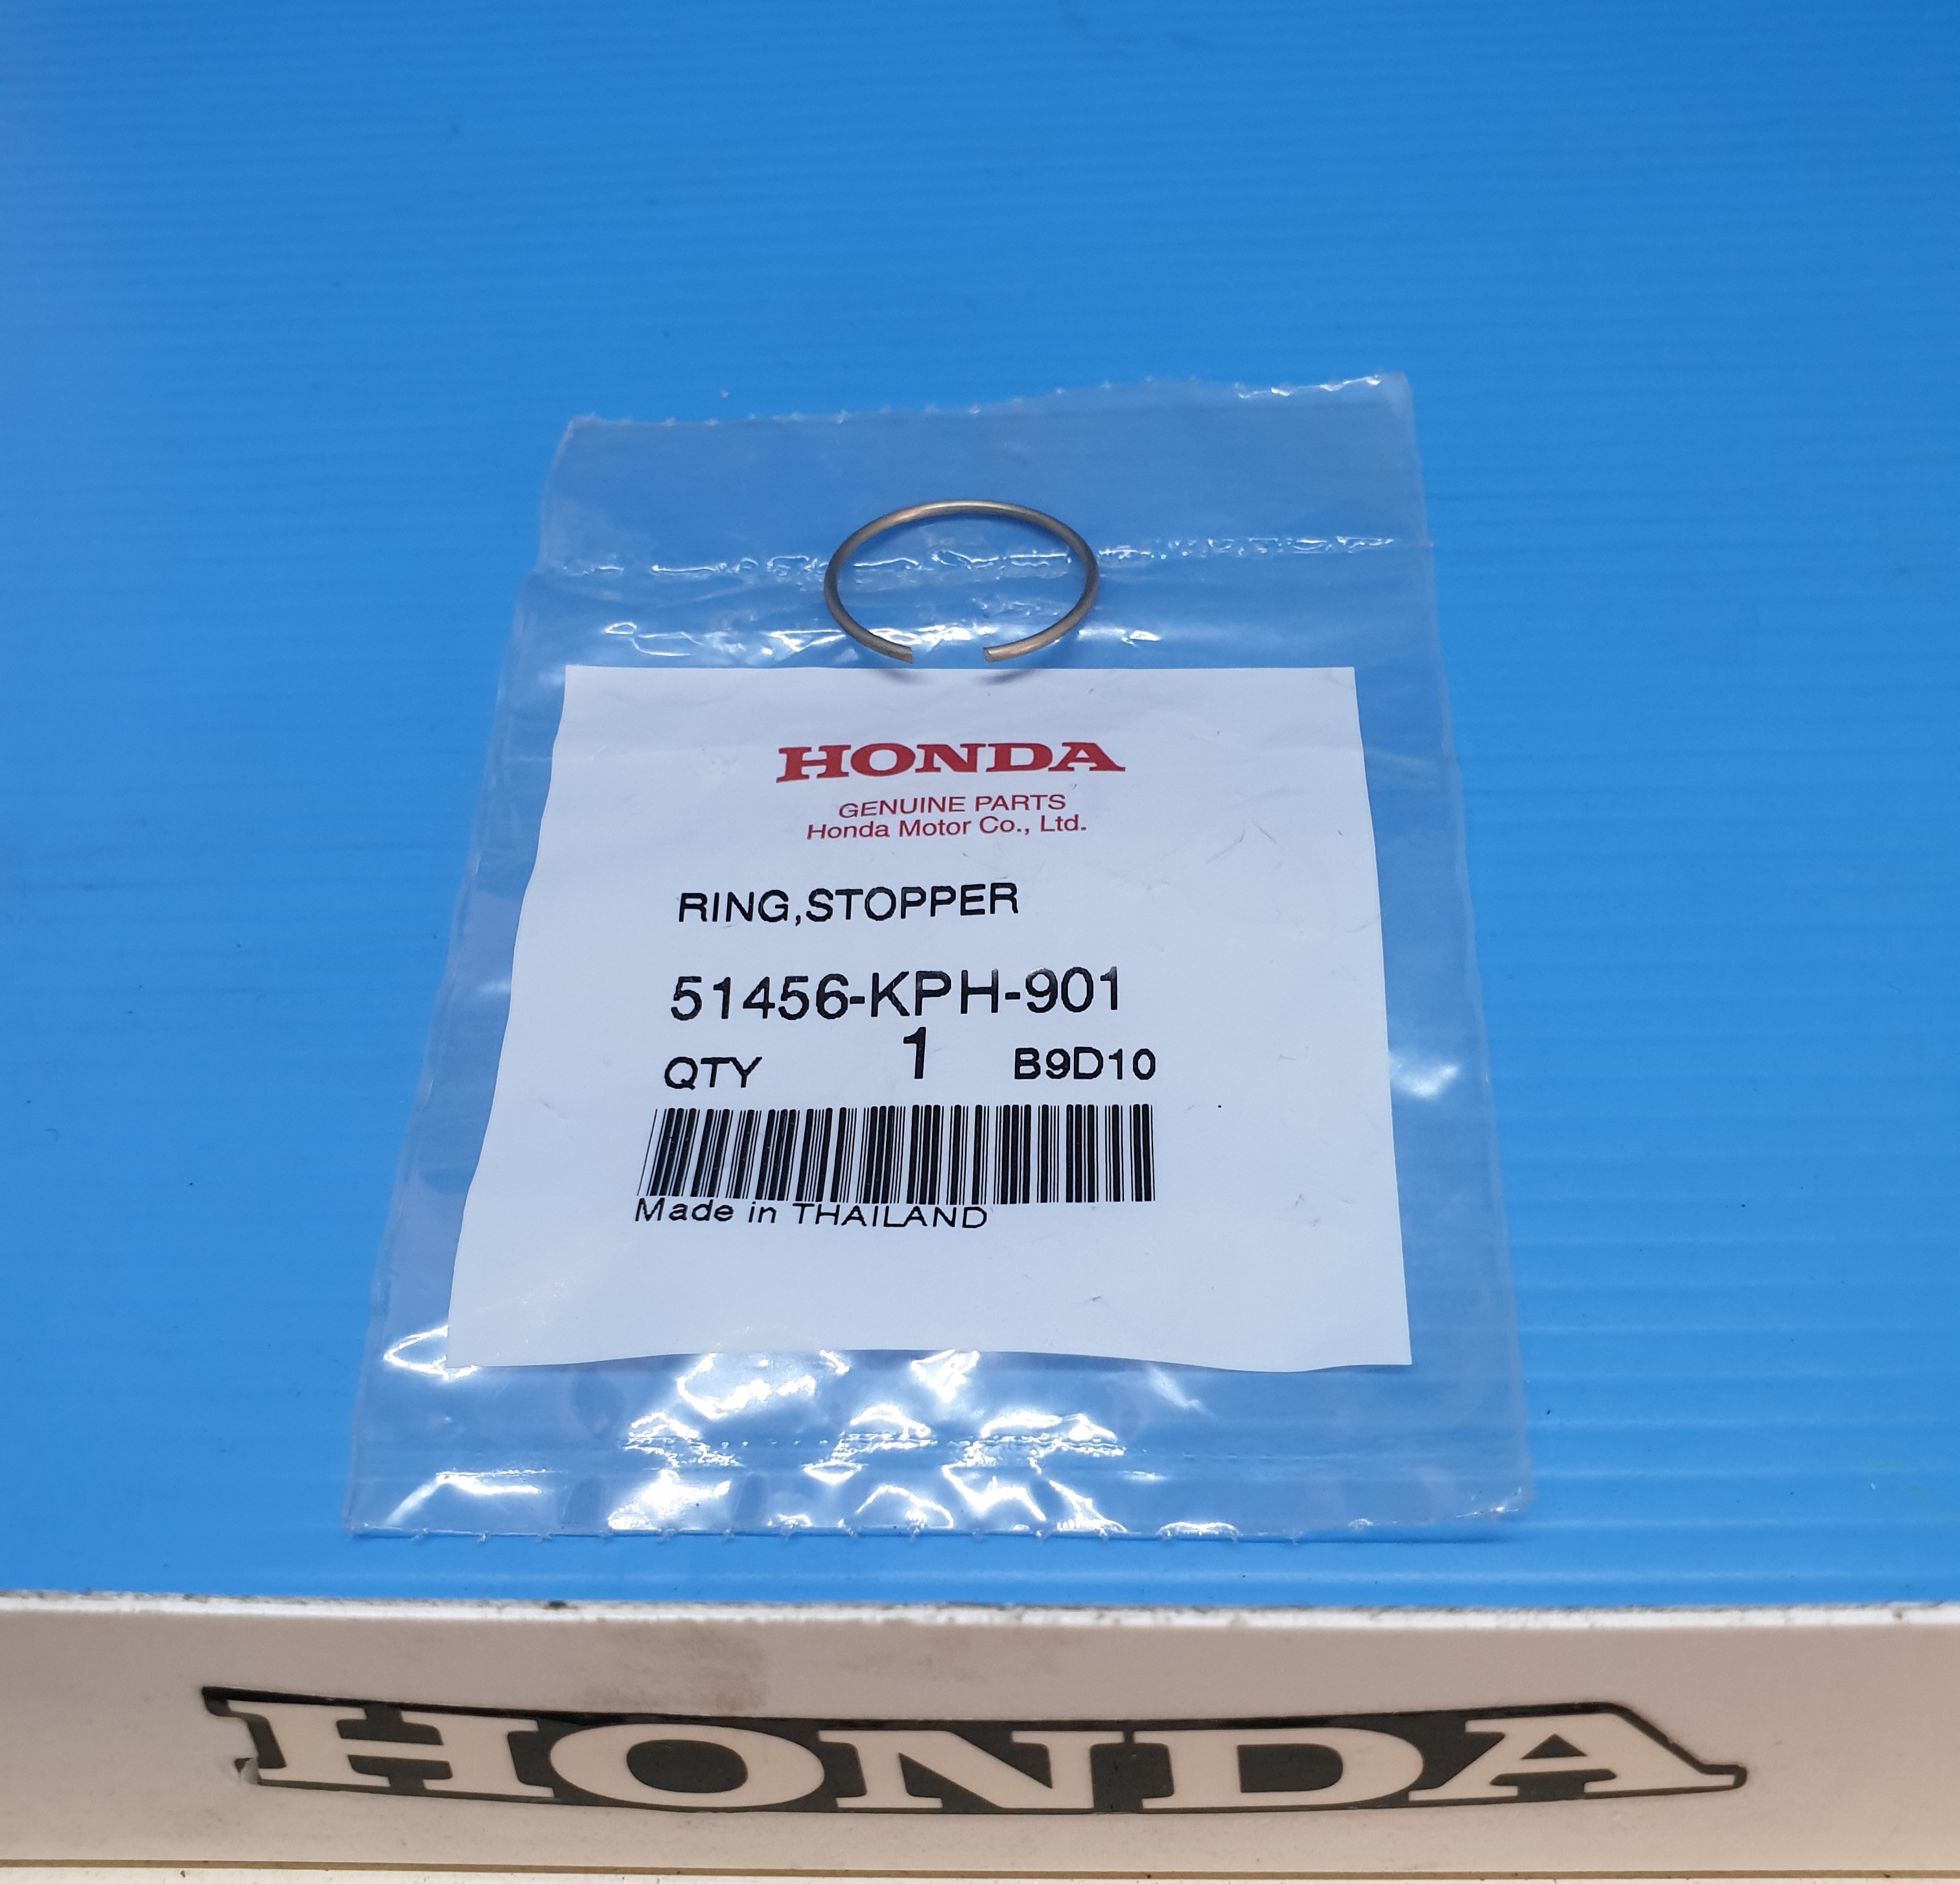 HONDA
GENUINE PARTS
Honda Motor Co., Ltd.
RING,STOPPER
51456-KPH-901
QTY 1 B9D10
Made in THAILAND
HONDA